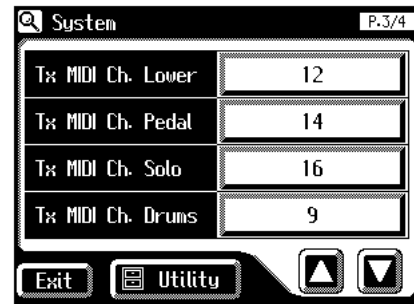 System P.3/4
Tx MIDI Ch. Lower 12
Tx MIDI Ch. Pedal 14
Tx MIDI Ch. Solo 16
Tx MIDI Ch. Drums 9
Exit Utility